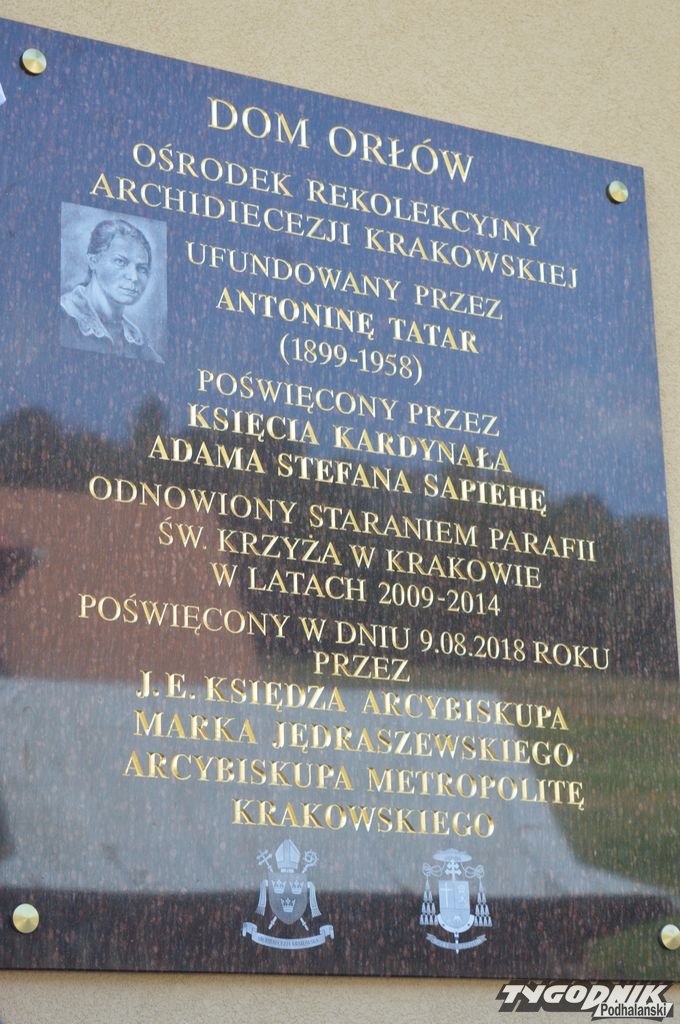 DOM ORŁÓW
OŚRODEK REKOLEKCYJNY
ARCHIDIECEZJI KRAKOWSKIEJ
UFUNDOWANY PRZEZ
ANTONINĘ TATAR
(1899-1958)
POŚWIĘCONY PRZEZ
KSIĘCIA KARDYNAŁA
ADAMA STEFANA SAPIEHĘ
ODNOWIONY STARANIEM PARAFII
ŚW. KRZYŻA W KRAKOWIE
W LATACH 2009-2014
POŚWIĘCONY W DNIU 9.08.2018 ROKU
PRZEZ
J.E. KSIĘDZA ARCYBISKUPA
MARKA JĘDRASZEWSKIEGO
ARCYBISKUPA METROPOLITĘ
KRAKOWSKIEGO
ARCHIDIECEZJA KRAKOWSKA
TYGODNIK
Podhalański